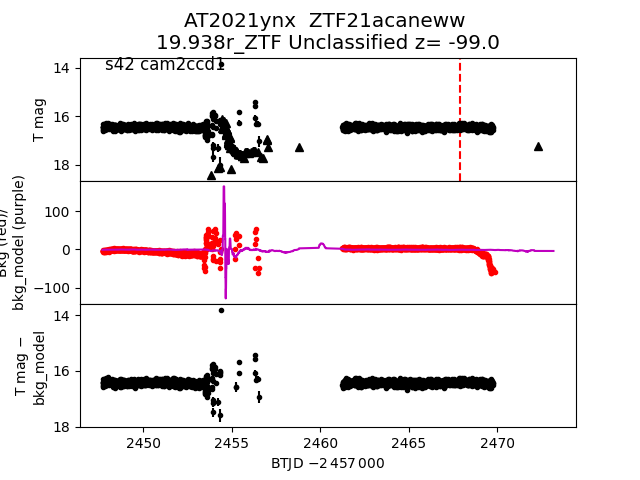 AT2021ynx  ZTF21acaneww
19.938r_ZTF Unclassified z= -99.0
s42 cam2ccd1
14
16
18
T mag
100
0
−100
Bkg (red)/
bkg_model (purple)
14
16
18
T mag −
bkg_model
2450
2455
2460
2465
2470
BTJD −2 457 000